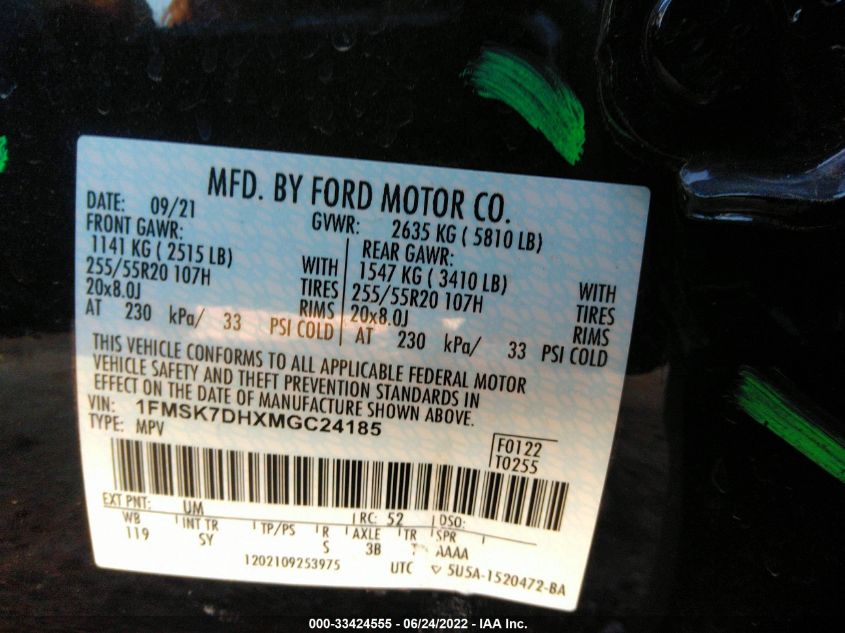 MFD. BY FORD MOTOR CO.
DATE: 09/21 GVWR: 2635 KG ( 5810 LB)
FRONT GAWR: REAR GAWR:
1141 KG ( 2515 LB) WITH 1547 KG ( 3410 LB) WITH
255/55R20 107H TIRES 255/55R20 107H TIRES
20x8.0J RIMS 20x8.0J RIMS
AT 230 kPa/ 33 PSI COLD AT 230 kPa/ 33 PSI COLD
THIS VEHICLE CONFORMS TO ALL APPLICABLE FEDERAL MOTOR
VEHICLE SAFETY AND THEFT PREVENTION STANDARDS IN
EFFECT ON THE DATE OF MANUFACTURE SHOWN ABOVE.
VIN: 1FMSK7DHXMGC24185
TYPE: MPV
F0122
T0255
EXT PNT: UM RC: 52 DSO:
WB INT TR TP/PS R AXLE TR SPR
119 SY S 3B AAAA
1202109253975 UTC ▽ 5U5A-1520472-BA
000-33424555 - 06/24/2022 - IAA Inc.